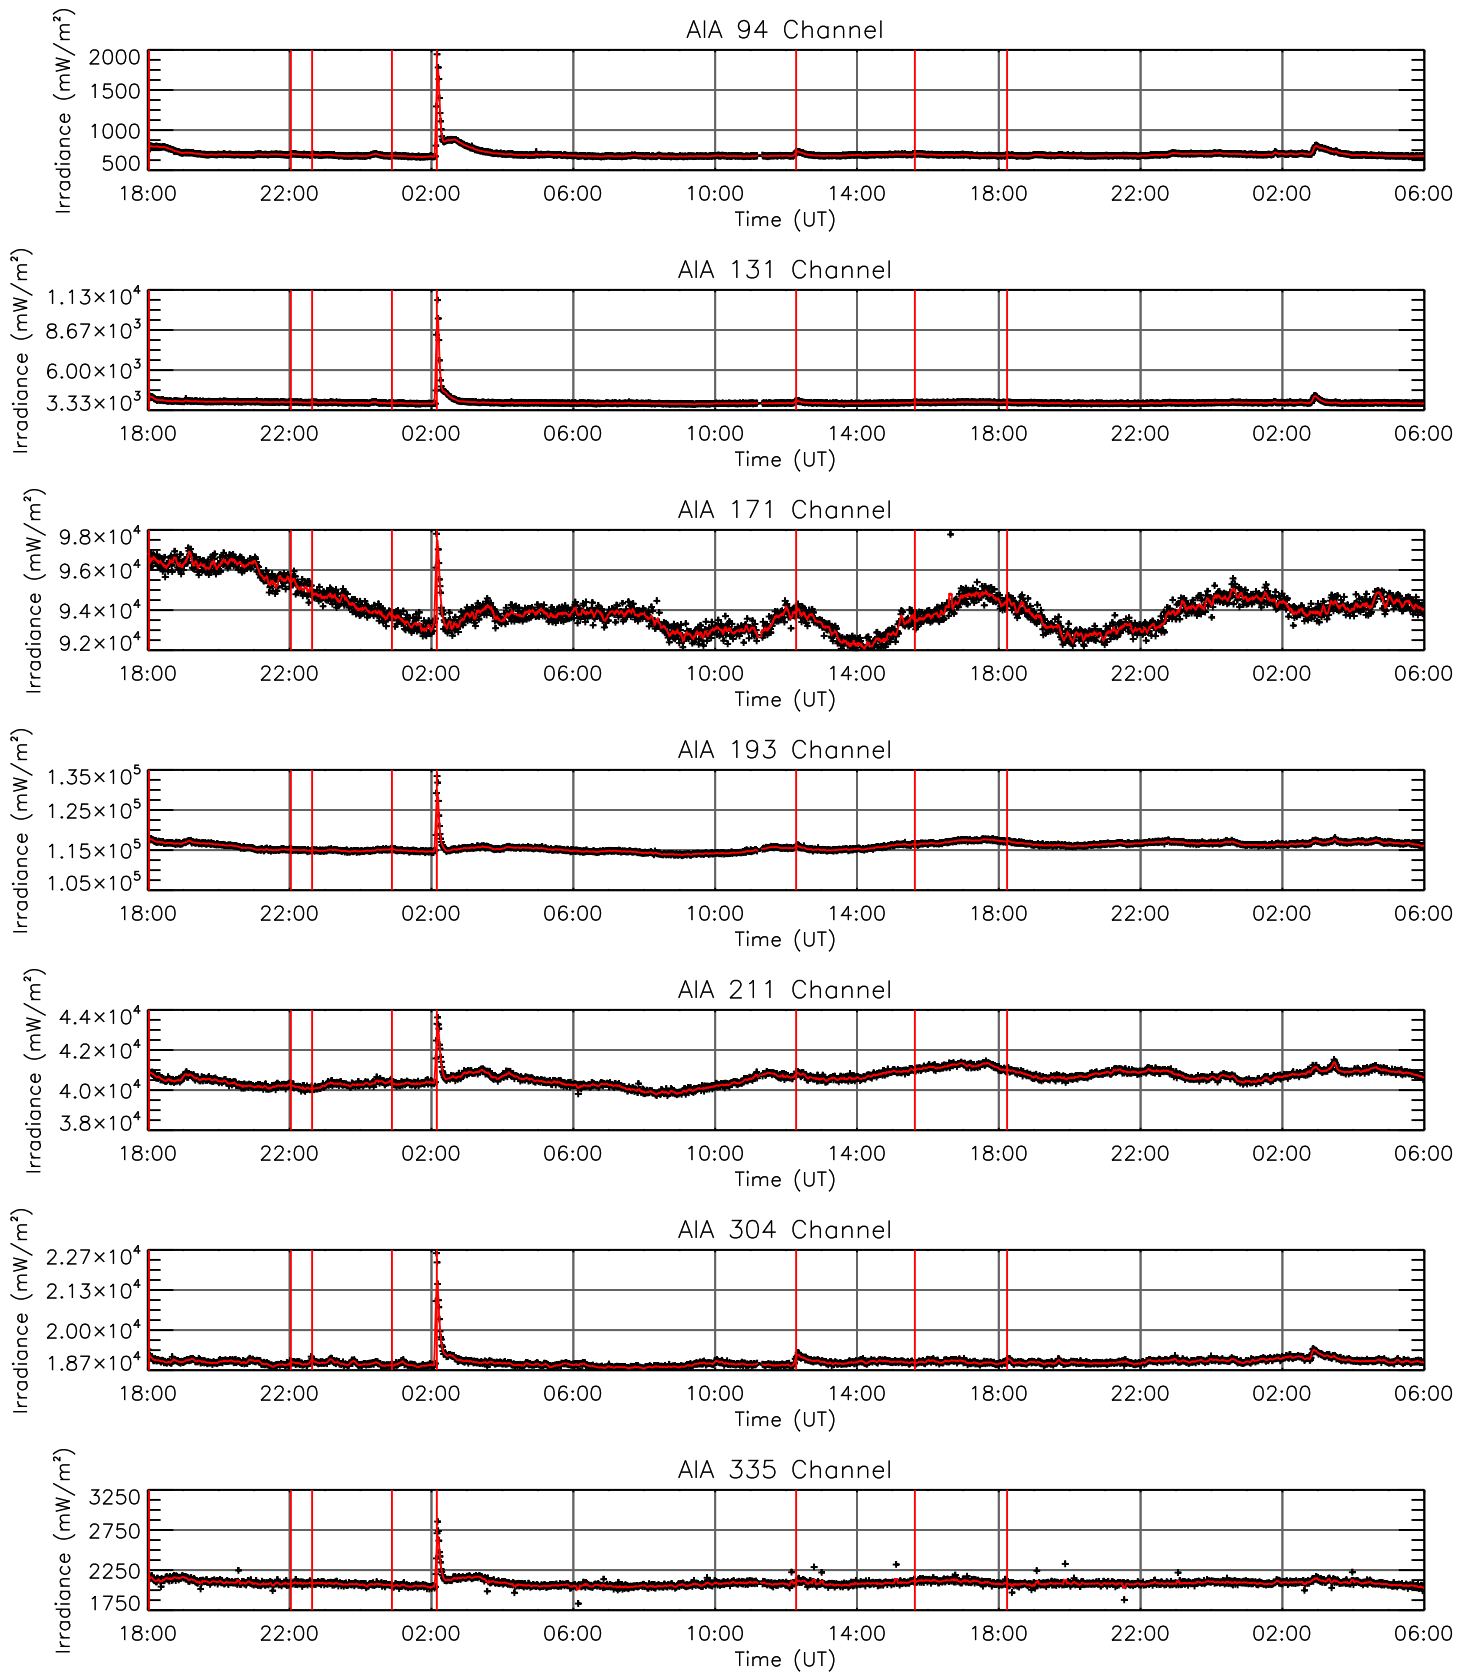 AIA 94 Channel
Irradiance (mW/m²)
2000
1500
1000
500
18:00 22:00 02:00 06:00 10:00 14:00 18:00 22:00 02:00 06:00
Time (UT)
AIA 131 Channel
Irradiance (mW/m²)
1.13×10⁴
8.67×10³
6.00×10³
3.33×10³
18:00 22:00 02:00 06:00 10:00 14:00 18:00 22:00 02:00 06:00
Time (UT)
AIA 171 Channel
Irradiance (mW/m²)
9.8×10⁴
9.6×10⁴
9.4×10⁴
9.2×10⁴
18:00 22:00 02:00 06:00 10:00 14:00 18:00 22:00 02:00 06:00
Time (UT)
AIA 193 Channel
Irradiance (mW/m²)
1.35×10⁵
1.25×10⁵
1.15×10⁵
1.05×10⁵
18:00 22:00 02:00 06:00 10:00 14:00 18:00 22:00 02:00 06:00
Time (UT)
AIA 211 Channel
Irradiance (mW/m²)
4.4×10⁴
4.2×10⁴
4.0×10⁴
3.8×10⁴
18:00 22:00 02:00 06:00 10:00 14:00 18:00 22:00 02:00 06:00
Time (UT)
AIA 304 Channel
Irradiance (mW/m²)
2.27×10⁴
2.13×10⁴
2.00×10⁴
1.87×10⁴
18:00 22:00 02:00 06:00 10:00 14:00 18:00 22:00 02:00 06:00
Time (UT)
AIA 335 Channel
Irradiance (mW/m²)
3250
2750
2250
1750
18:00 22:00 02:00 06:00 10:00 14:00 18:00 22:00 02:00 06:00
Time (UT)